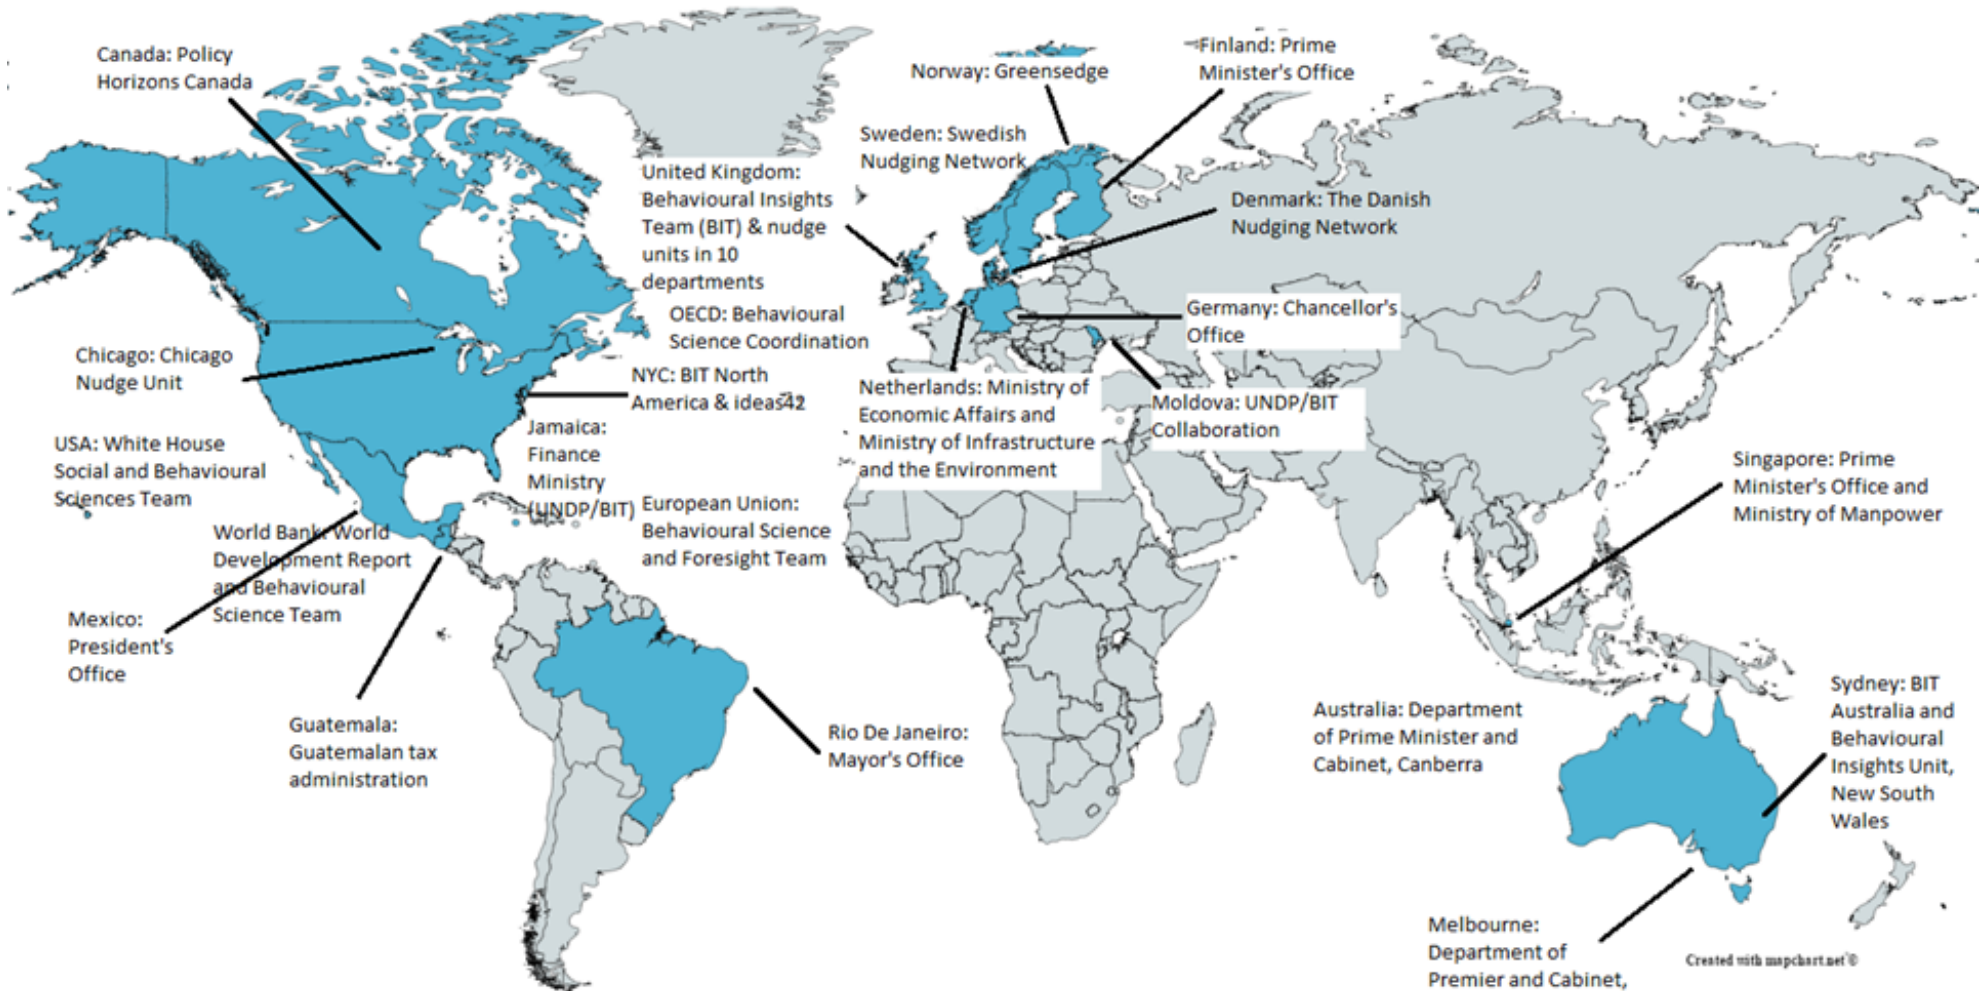 Canada: Policy
Horizons Canada
Norway: Greensedge
Finland: Prime
Minister's Office
Sweden: Swedish
Nudging Network
United Kingdom:
Behavioural Insights
Team (BIT) & nudge
units in 10
departments
Denmark: The Danish
Nudging Network
OECD: Behavioural
Science Coordination
Germany: Chancellor's
Office
Chicago: Chicago
Nudge Unit
NYC: BIT North
America & ideas42
Netherlands: Ministry of
Economic Affairs and
Ministry of Infrastructure
and the Environment
Moldova: UNDP/BIT
Collaboration
USA: White House
Social and Behavioural
Sciences Team
Jamaica:
Finance
Ministry
(UNDP/BIT)
European Union:
Behavioural Science
and Foresight Team
Singapore: Prime
Minister's Office and
Ministry of Manpower
World Bank: World
Development Report
and Behavioural
Science Team
Mexico:
President's
Office
Guatemala:
Guatemalan tax
administration
Rio De Janeiro:
Mayor's Office
Australia: Department
of Prime Minister and
Cabinet, Canberra
Sydney: BIT
Australia and
Behavioural
Insights Unit,
New South
Wales
Melbourne:
Department of
Premier and Cabinet,
Created with mapchart.net ©